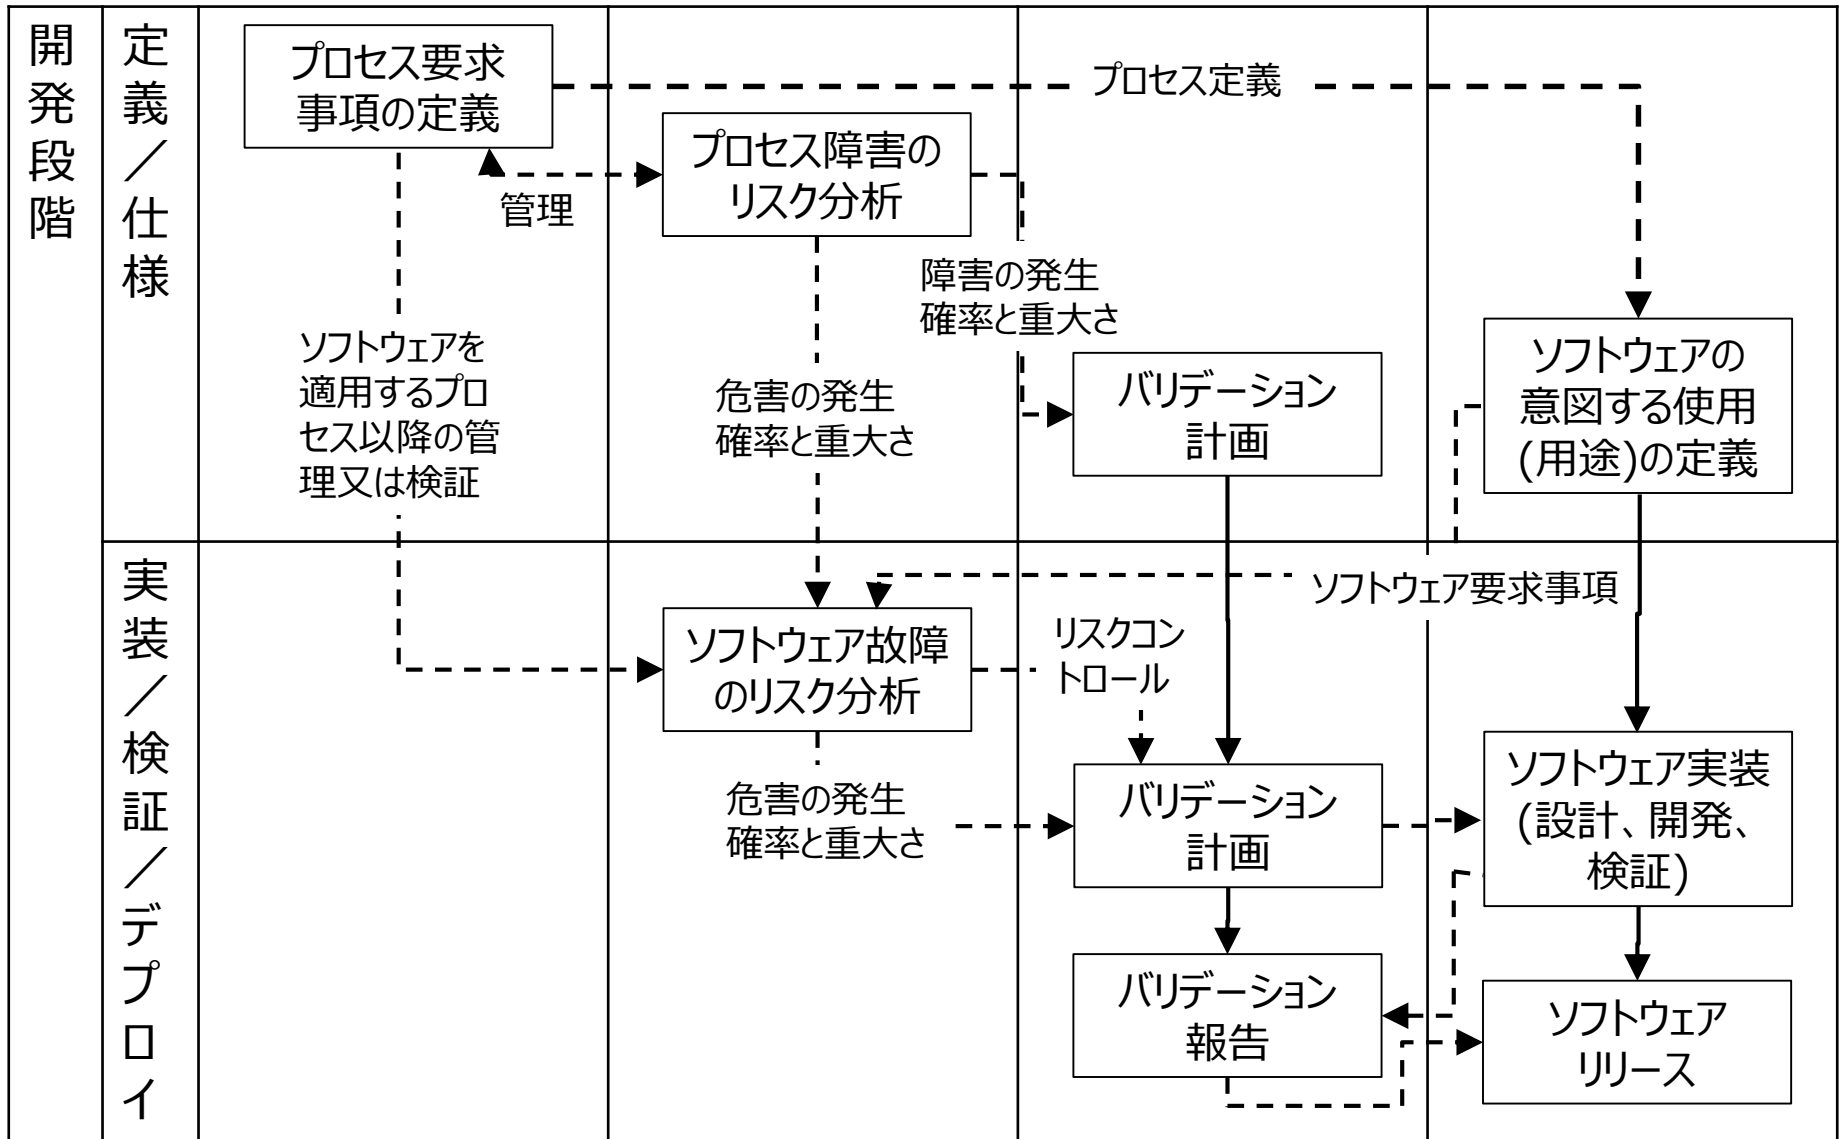 開発段階
定義／仕様
プロセス要求
事項の定義
プロセス定義
プロセス障害の
リスク分析
管理
障害の発生
確率と重大さ
ソフトウェアを
適用するプロ
セス以降の管
理又は検証
危害の発生
確率と重大さ
バリデーション
計画
ソフトウェアの
意図する使用
(用途)の定義
実装／検証／デプロイ
ソフトウェア要求事項
ソフトウェア故障
のリスク分析
リスクコン
トロール
危害の発生
確率と重大さ
バリデーション
計画
ソフトウェア実装
(設計、開発、
検証)
バリデーション
報告
ソフトウェア
リリース